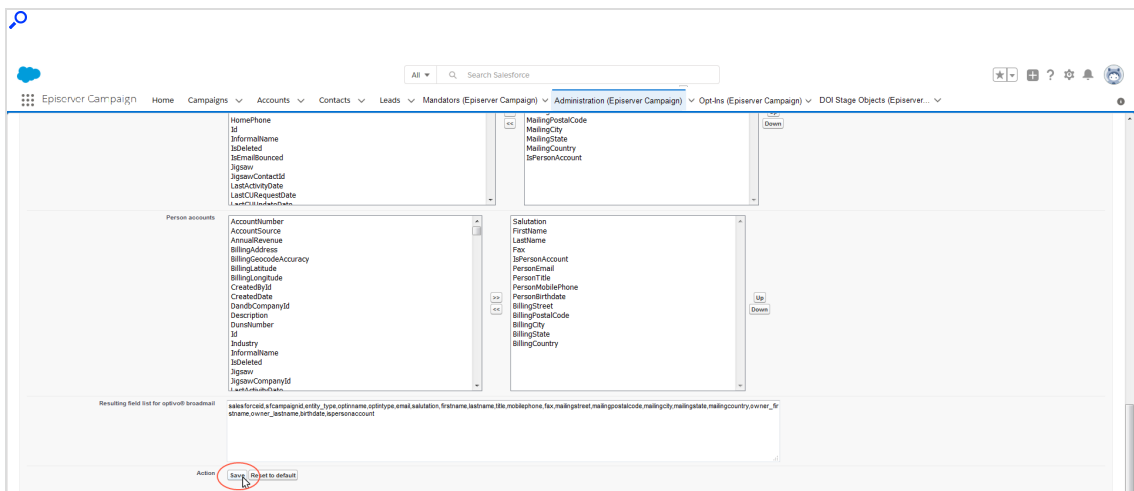 All
Search Salesforce
Episerver Campaign Home Campaigns Accounts Contacts Leads Mandators (Episerver Campaign) Administration (Episerver Campaign) Opt-Ins (Episerver Campaign) DOI Stage Objects (Episerver...
HomePhone
Id
InformalName
IsDeleted
IsEmailBounced
Jigsaw
JigsawContactId
LastActivityDate
LastCURequestDate
LastCUUpdateDate
<<
MailingPostalCode
MailingCity
MailingState
MailingCountry
IsPersonAccount
Down
Person accounts
AccountNumber
AccountSource
AnnualRevenue
BillingAddress
BillingGeocodeAccuracy
BillingLatitude
BillingLongitude
CreatedById
CreatedDate
DandbCompanyId
Description
DunsNumber
Id
Industry
InformalName
IsDeleted
Jigsaw
JigsawCompanyId
LastActivityDate
>>
<<
Salutation
FirstName
LastName
Fax
IsPersonAccount
PersonEmail
PersonTitle
PersonMobilePhone
PersonBirthdate
BillingStreet
BillingPostalCode
BillingCity
BillingState
BillingCountry
Up
Down
Resulting field list for optivo® broadmail
salesforceid,sfcampaignid,entity_type,optinname,optintype,email,salutation,firstname,lastname,title,mobilephone,fax,mailingstreet,mailingpostalcode,mailingcity,mailingstate,mailingcountry,owner_fir
stname,owner_lastname,birthdate,ispersonaccount
Action
Save Reset to default